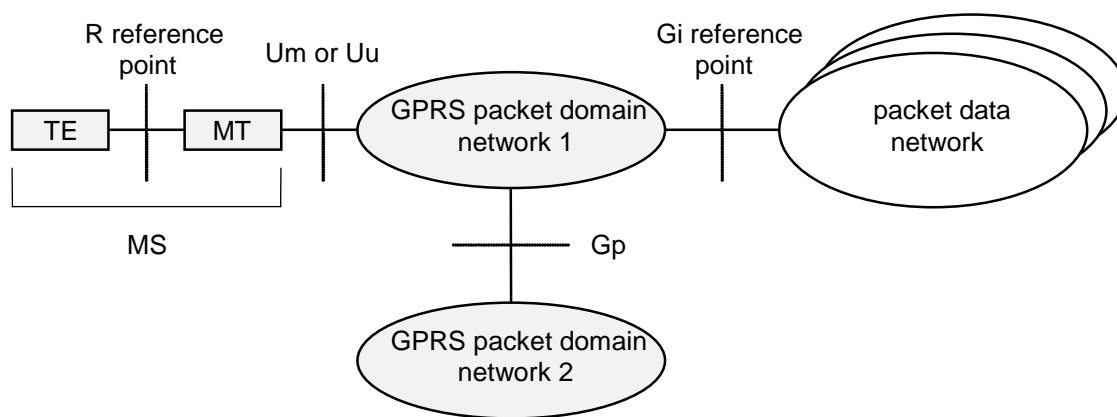 R reference
point
Um or Uu
Gi reference
point
TE
MT
GPRS packet domain
network 1
packet data
network
MS
Gp
GPRS packet domain
network 2